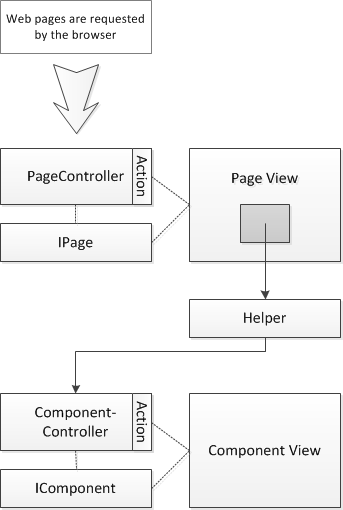 Web pages are requested
by the browser
PageController
Action
Page View
IPage
Helper
Component-
Controller
Action
Component View
IComponent